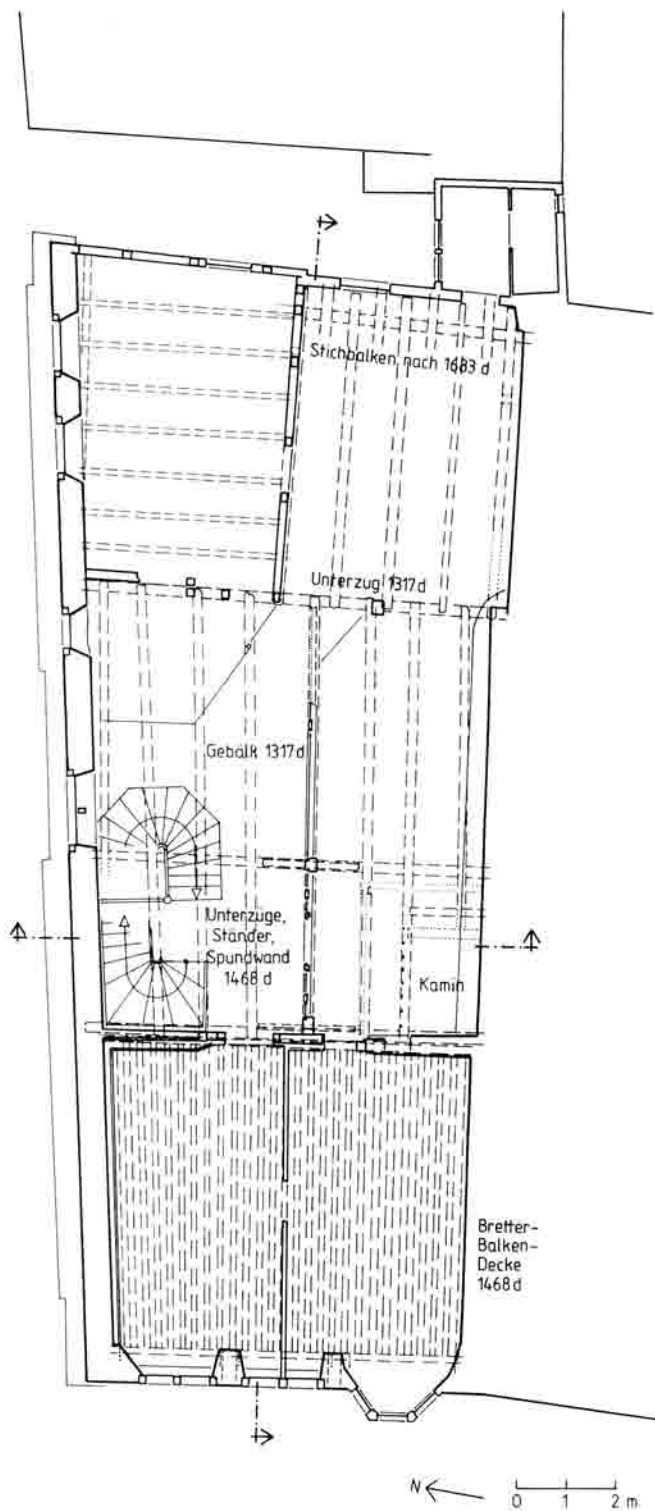 Stichbalken, nach 1683 d
Unterzug 1317 d
Gebälk 1317 d
Unterzüge,
Ständer,
Spundwand
1468 d
Kamin
Bretter-
Balken-
Decke
1468 d
N
0 1 2 m